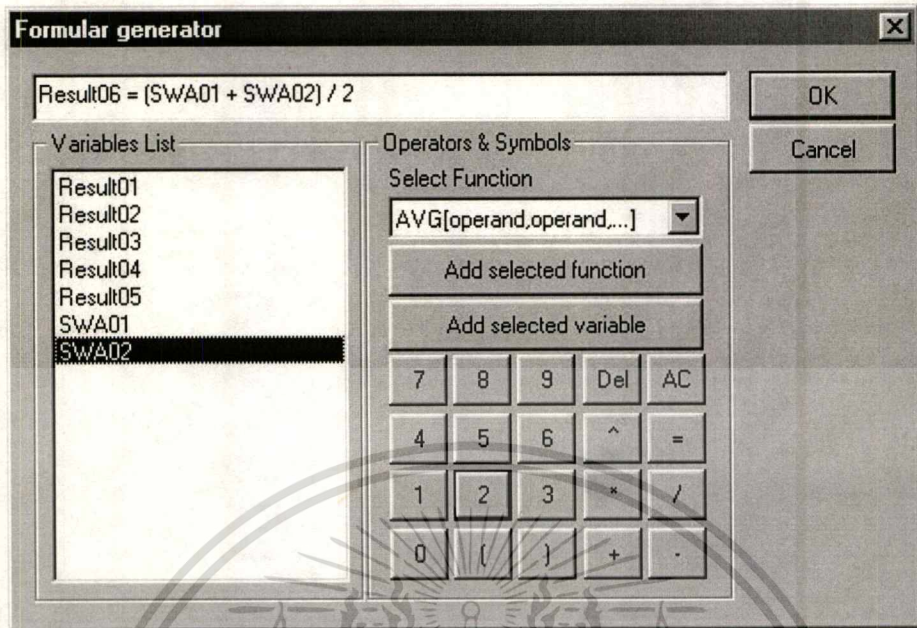 Formular generator
Result06 = (SWA01 + SWA02) / 2
OK
Cancel
Variables List
Result01
Result02
Result03
Result04
Result05
SWA01
SWA02
Operators & Symbols
Select Function
AVG[operand,operand,...]
Add selected function
Add selected variable
7 8 9 Del AC
4 5 6 ^ =
1 2 3 * /
0 ( ) + -